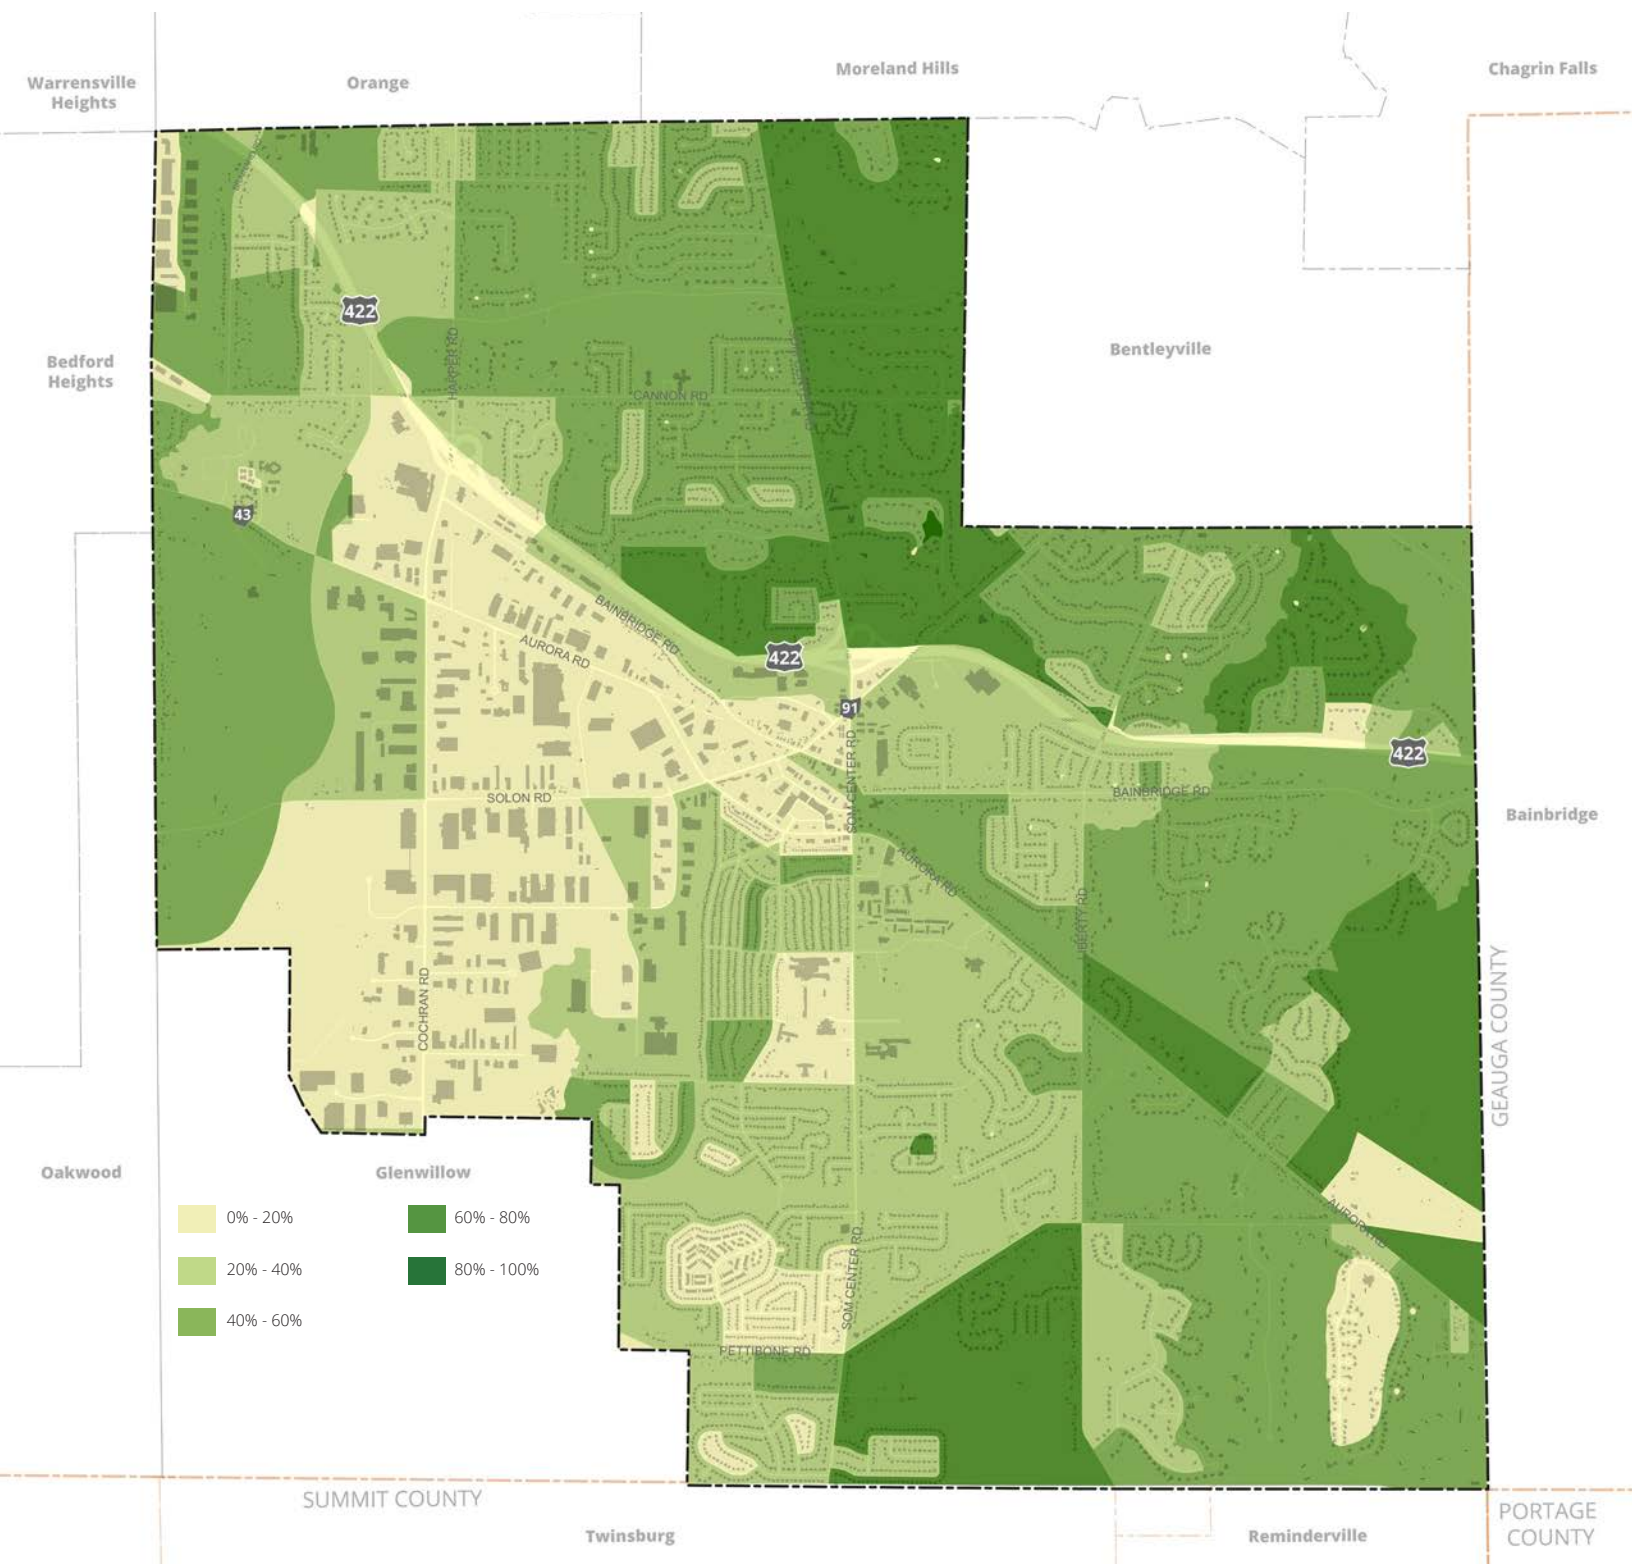 Moreland Hills
Chagrin Falls
Warrensville
Heights
Orange
422
HARPER RD
Bentleyville
Bedford
Heights
CANNON RD
43
BAINBRIDGE RD
AURORA RD
422
91
SOM CENTER RD
422
SOLON RD
BAINBRIDGE RD
Bainbridge
AURORA RD
LIBERTY RD
COCHRAN RD
GEAUGA COUNTY
Oakwood
Glenwillow
0% - 20%
60% - 80%
20% - 40%
80% - 100%
40% - 60%
AURORA RD
SOM CENTER RD
PETTIBONE RD
SUMMIT COUNTY
PORTAGE
COUNTY
Twinsburg
Reminderville